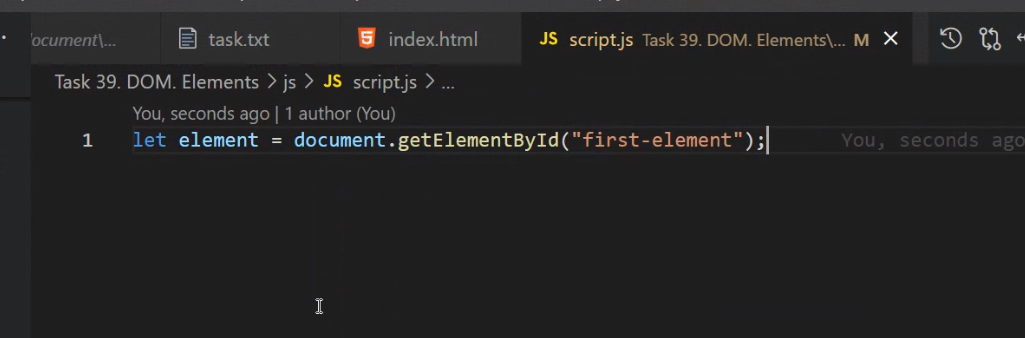 ocument\...
task.txt
5 index.html
JS script.js Task 39. DOM. Elements\... M
Task 39. DOM. Elements > js > JS script.js > ...
You, seconds ago | 1 author (You)
1 let element = document.getElementById("first-element"); You, seconds ago